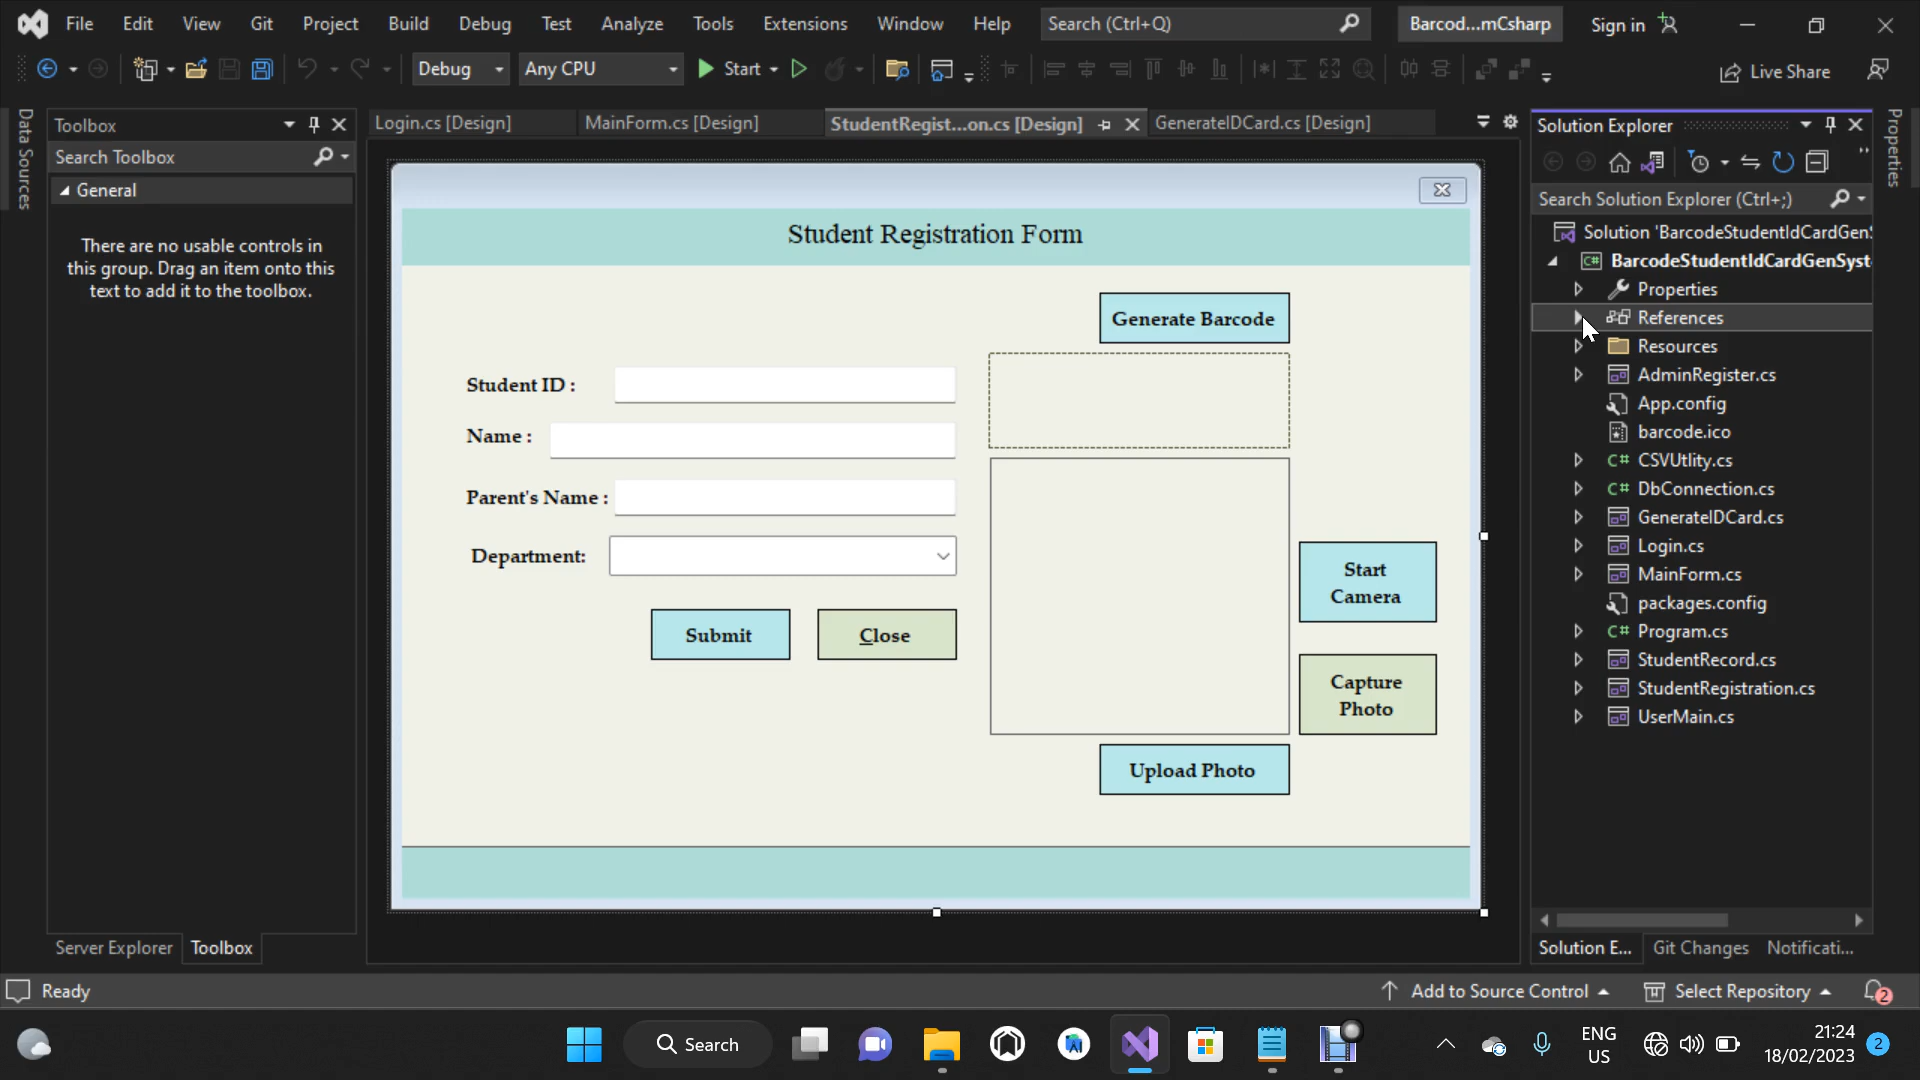 File Edit View Git Project Build Debug Test Analyze Tools Extensions Window Help Search (Ctrl+Q) Barcod...mCsharp Sign in
Debug Any CPU Start Live Share
Data Sources
Toolbox
Search Toolbox
General
There are no usable controls in
this group. Drag an item onto this
text to add it to the toolbox.
Server Explorer Toolbox
Login.cs [Design] MainForm.cs [Design] StudentRegist...on.cs [Design] GenerateIDCard.cs [Design]
Student Registration Form
Generate Barcode
Student ID :
Name :
Parent's Name :
Department:
Submit Close
Start
Camera
Capture
Photo
Upload Photo
Solution Explorer
Search Solution Explorer (Ctrl+;)
Solution 'BarcodeStudentIdCardGenS
BarcodeStudentIdCardGenSyst
Properties
References
Resources
AdminRegister.cs
App.config
barcode.ico
C# CSVUtlity.cs
C# DbConnection.cs
GenerateIDCard.cs
Login.cs
MainForm.cs
packages.config
C# Program.cs
StudentRecord.cs
StudentRegistration.cs
UserMain.cs
Solution E... Git Changes Notificati...
Properties
Ready Add to Source Control Select Repository 2
Search ENG
US
21:24
18/02/2023 2